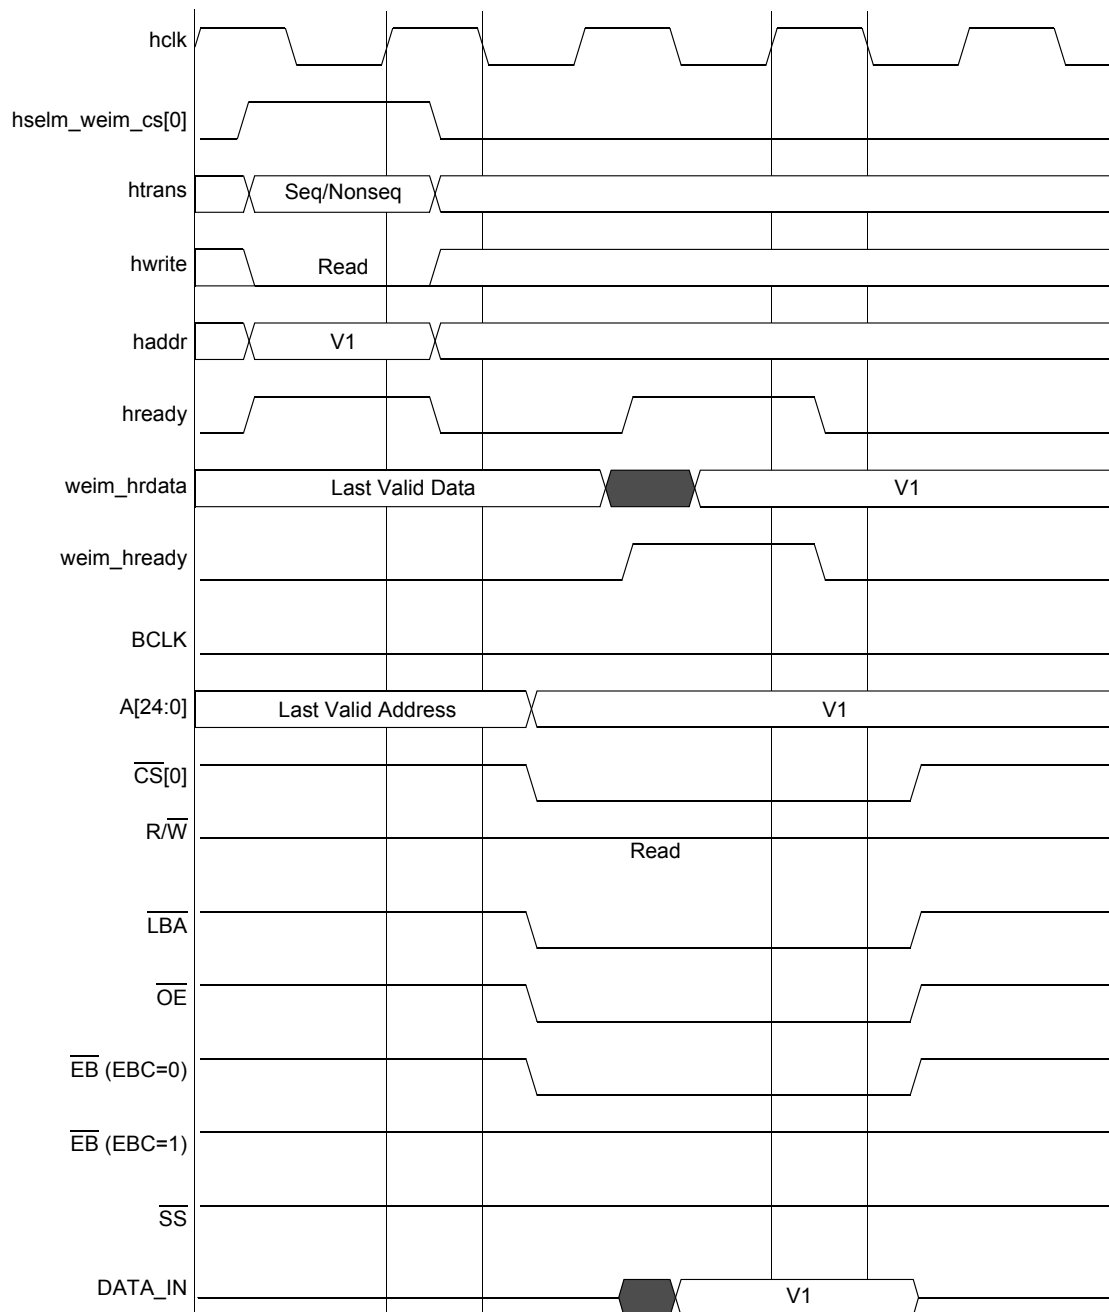 hclk
hselm_weim_cs[0]
htrans Seq/Nonseq
hwrite Read
haddr V1
hready
weim_hrdata Last Valid Data V1
weim_hready
BCLK
A[24:0] Last Valid Address V1
CS[0]
R/W
Read
LBA
OE
EB (EBC=0)
EB (EBC=1)
SS
DATA_IN V1